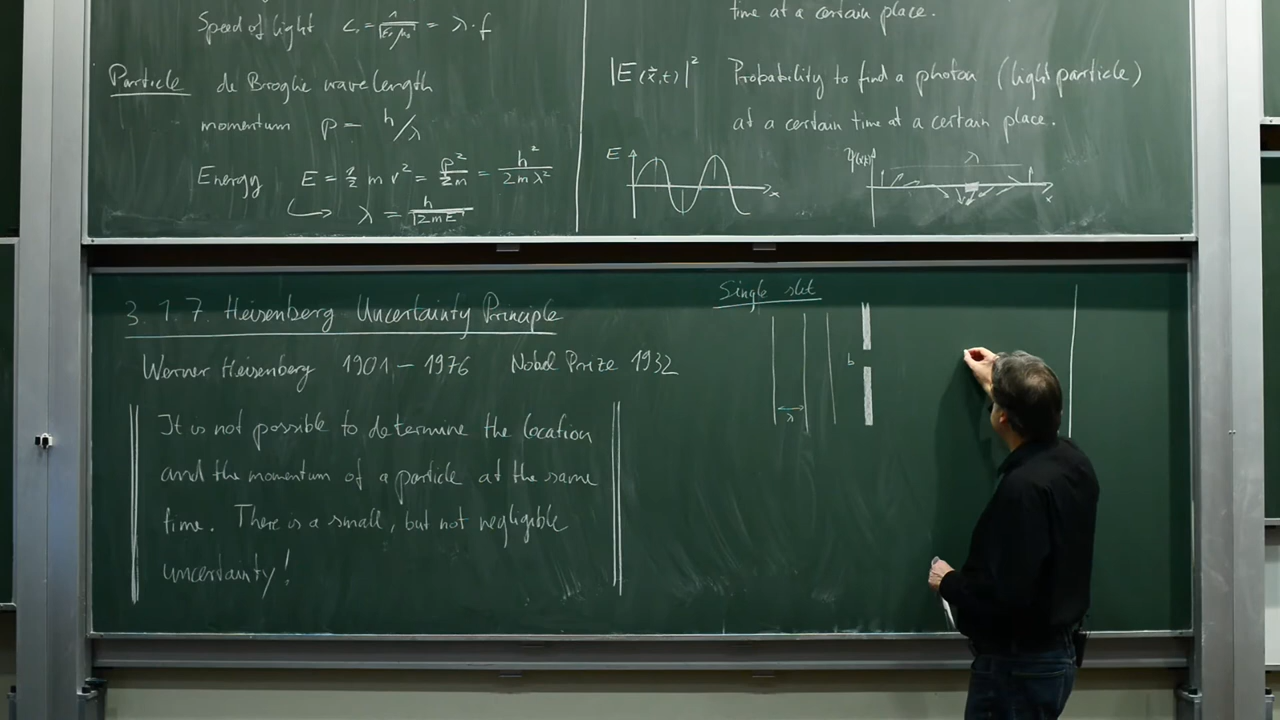 Speed of light c₀ = 1/√(ε₀μ₀) = λ·f
Particle de Broglie wave length
momentum p = h/λ
Energy E = 1/2 m v² = p²/2m = h²/2mλ²
λ = h/√(2mE)
time at a certain place.
|E(x⃗,t)|² Probability to find a photon (light particle)
at a certain time at a certain place.
E x
λ x
3.1.7. Heisenberg Uncertainty Principle
Werner Heisenberg 1901 – 1976 Nobel Prize 1932
It is not possible to determine the location
and the momentum of a particle at the same
time. There is a small, but not negligible
uncertainty!
Single slit
b
λ